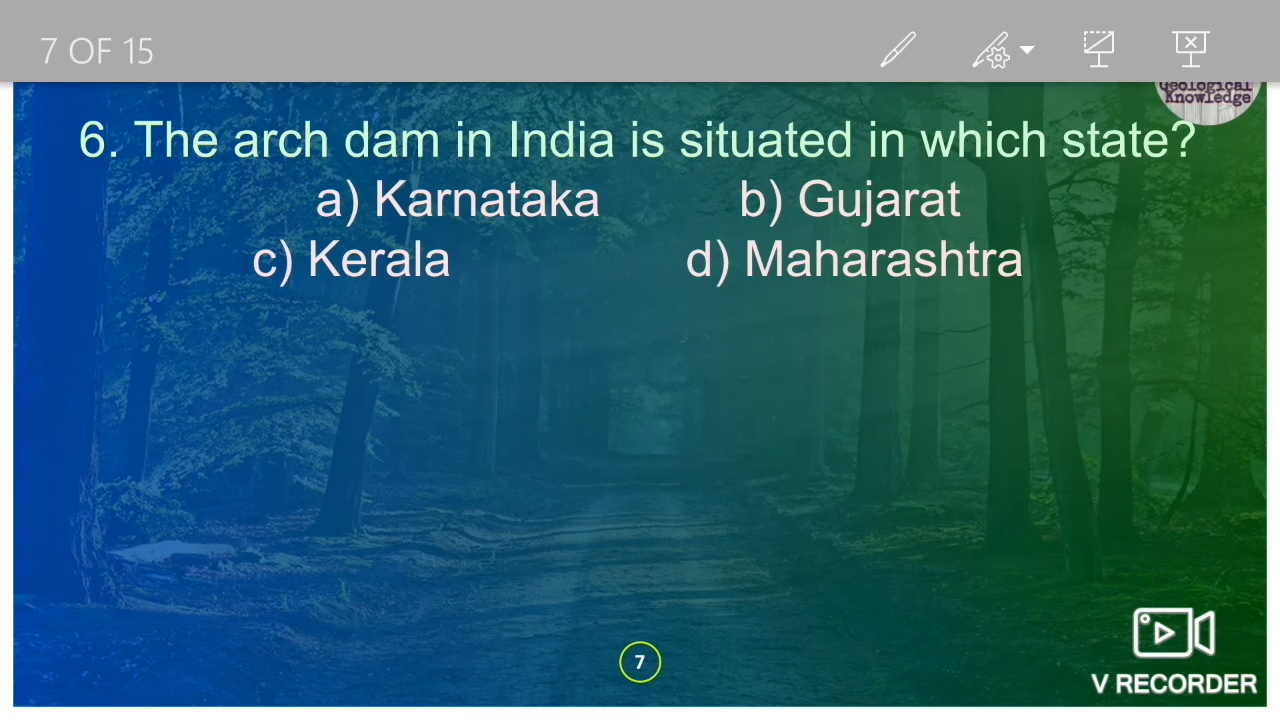 7 OF 15
Geological
Knowledge
6. The arch dam in India is situated in which state?
a) Karnataka b) Gujarat
c) Kerala d) Maharashtra
7
V RECORDER